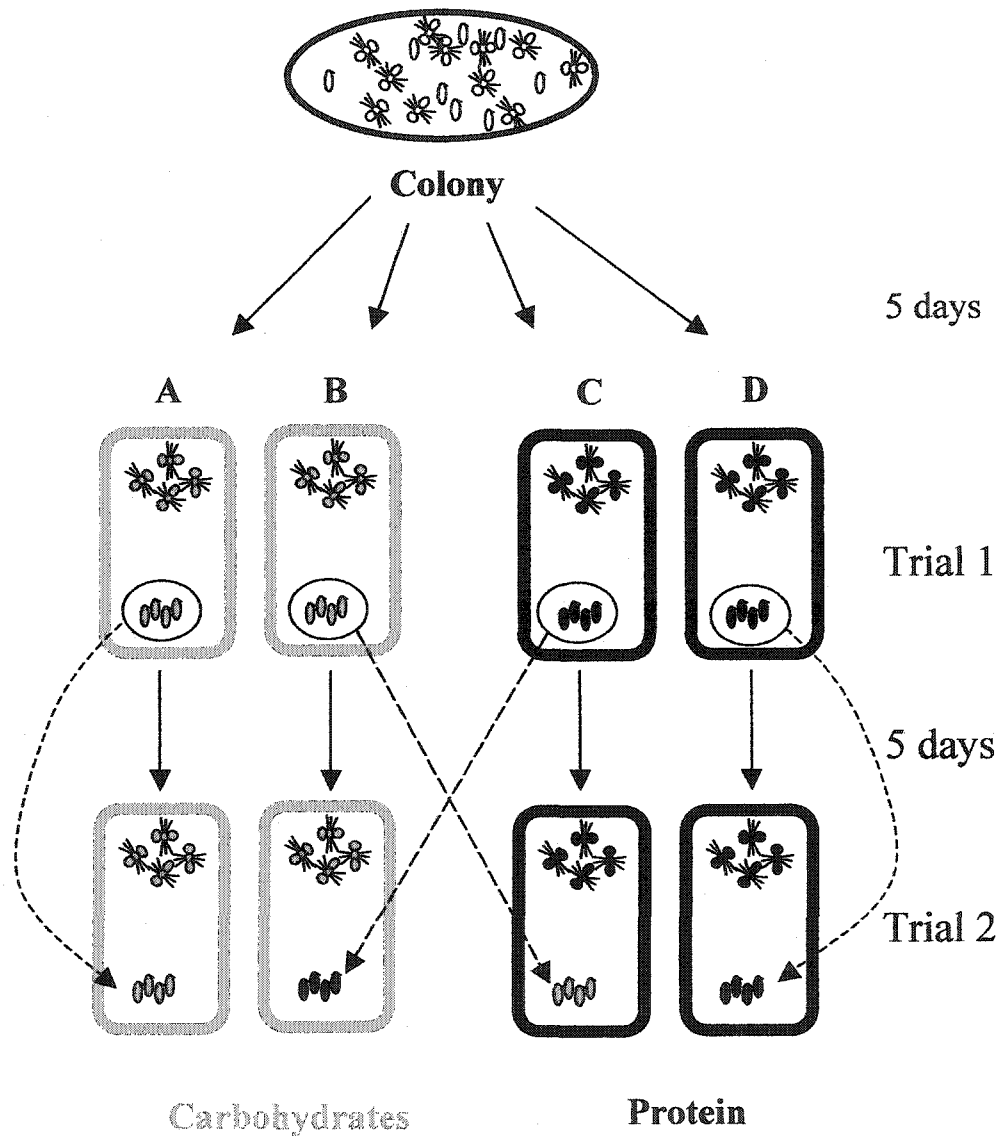 Colony
5 days
A B C D
Trial 1
5 days
Trial 2
Carbohydrates Protein